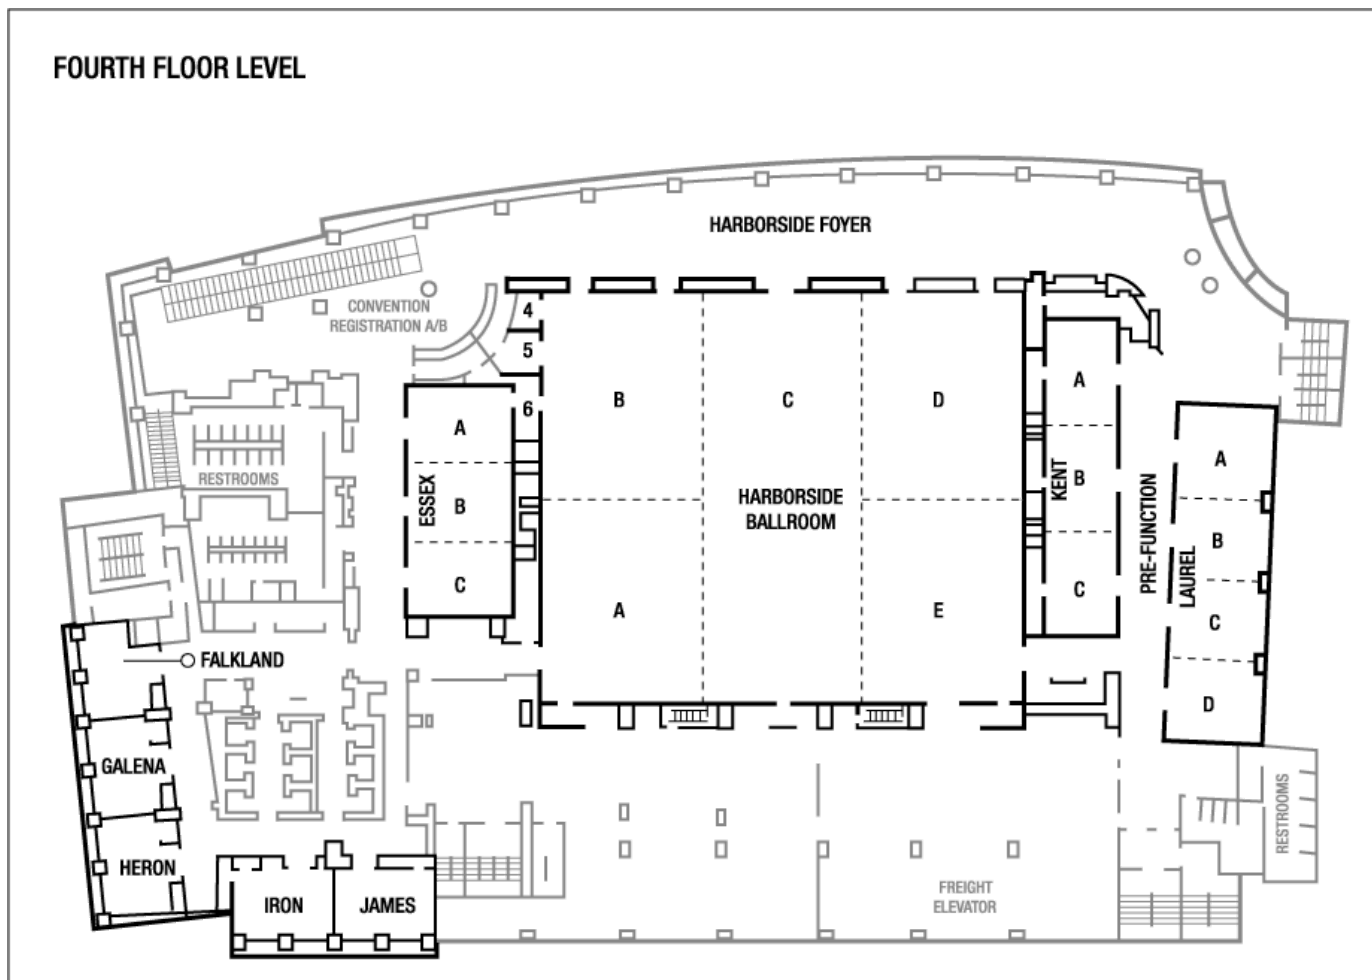 FOURTH FLOOR LEVEL
HARBORSIDE FOYER
CONVENTION
REGISTRATION A/B
4
5
6
B
C
D
A
B
C
ESSEX
HARBORSIDE
BALLROOM
A
E
A
B
C
KENT
PRE-FUNCTION
A
B
C
D
LAUREL
RESTROOMS
FALKLAND
GALENA
HERON
IRON
JAMES
FREIGHT
ELEVATOR
RESTROOMS